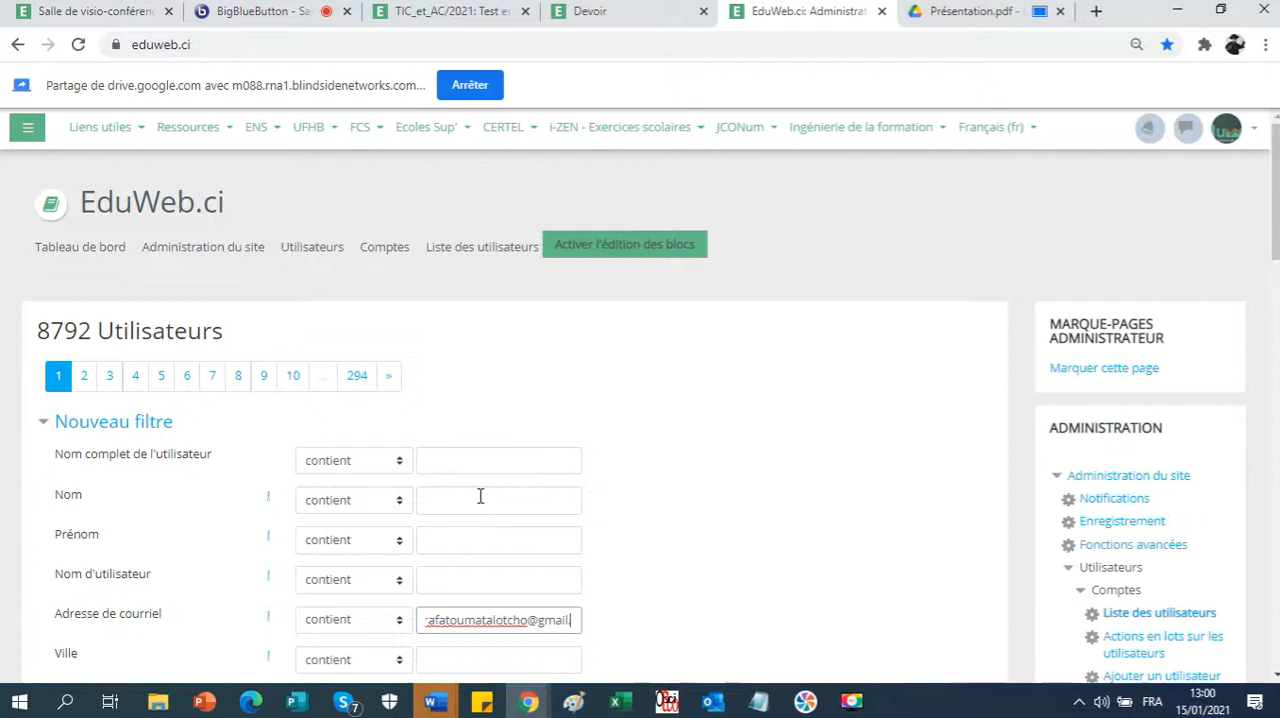 Salle de visio-conféren
BigBlueButton - Sa
TIC_et_AC/2021: Test e
Devoir
EduWeb.ci: Administrat
Présentation.pdf -
eduweb.ci
Partage de drive.google.com avec m088.rna1.blindsidenetworks.com... Arrêter
Liens utiles Ressources ENS UFHB FCS Ecoles Sup' CERTEL i-ZEN - Exercices scolaires JCONum Ingénierie de la formation Français (fr)
EduWeb.ci
Tableau de bord Administration du site Utilisateurs Comptes Liste des utilisateurs Activer l'édition des blocs
8792 Utilisateurs
1 2 3 4 5 6 7 8 9 10 ... 294 »
Nouveau filtre
Nom complet de l'utilisateur contient
Nom contient
Prénom contient
Nom d'utilisateur contient
Adresse de courriel contient afatoumatalotcho@gmail.
Ville contient
MARQUE-PAGES
ADMINISTRATEUR
Marquer cette page
ADMINISTRATION
Administration du site
Notifications
Enregistrement
Fonctions avancées
Utilisateurs
Comptes
Liste des utilisateurs
Actions en lots sur les
utilisateurs
Ajouter un utilisateur
7
FRA
13:00
15/01/2021